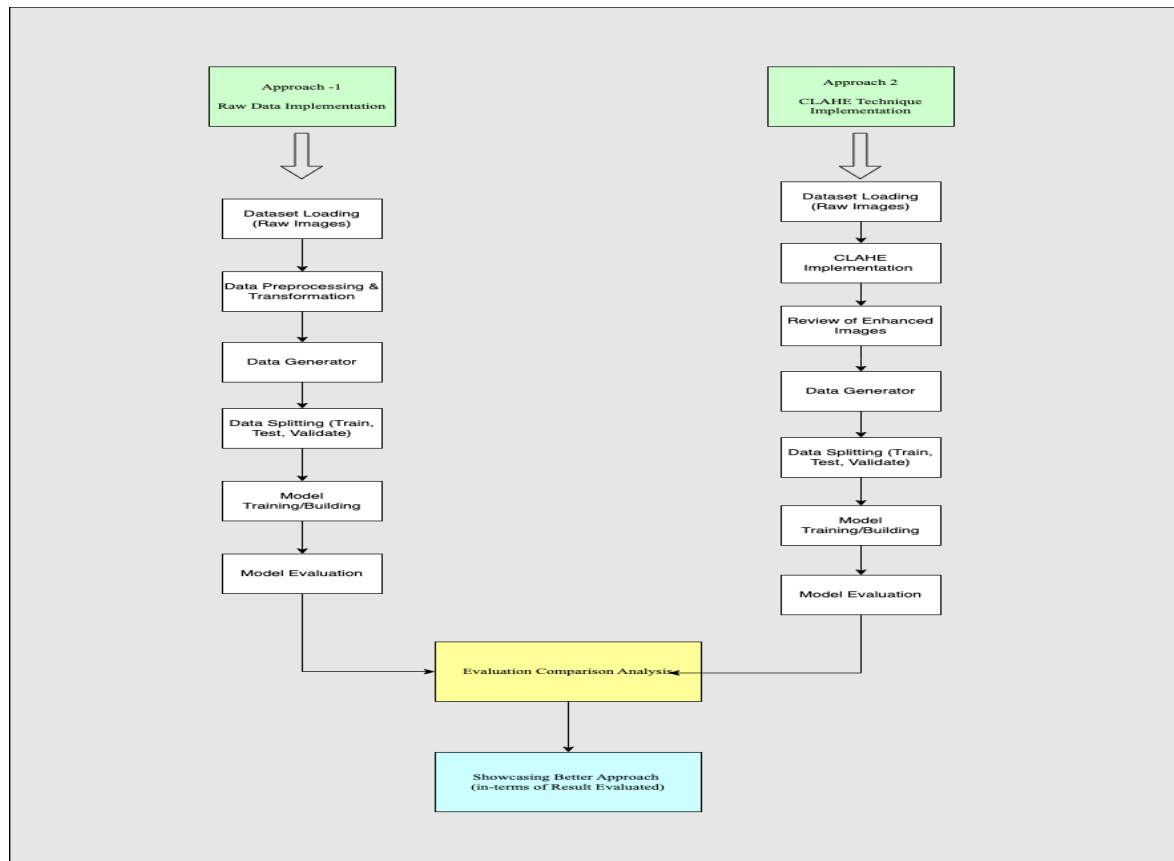 Approach -1
Raw Data Implementation
Dataset Loading
(Raw Images)
Data Preprocessing &
Transformation
Data Generator
Data Splitting (Train,
Test, Validate)
Model
Training/Building
Model Evaluation
Approach 2
CLAHE Technique
Implementation
Dataset Loading
(Raw Images)
CLAHE
Implementation
Review of Enhanced
Images
Data Generator
Data Splitting (Train,
Test, Validate)
Model
Training/Building
Model Evaluation
Evaluation Comparison Analysis
Showcasing Better Approach
(in-terms of Result Evaluated)